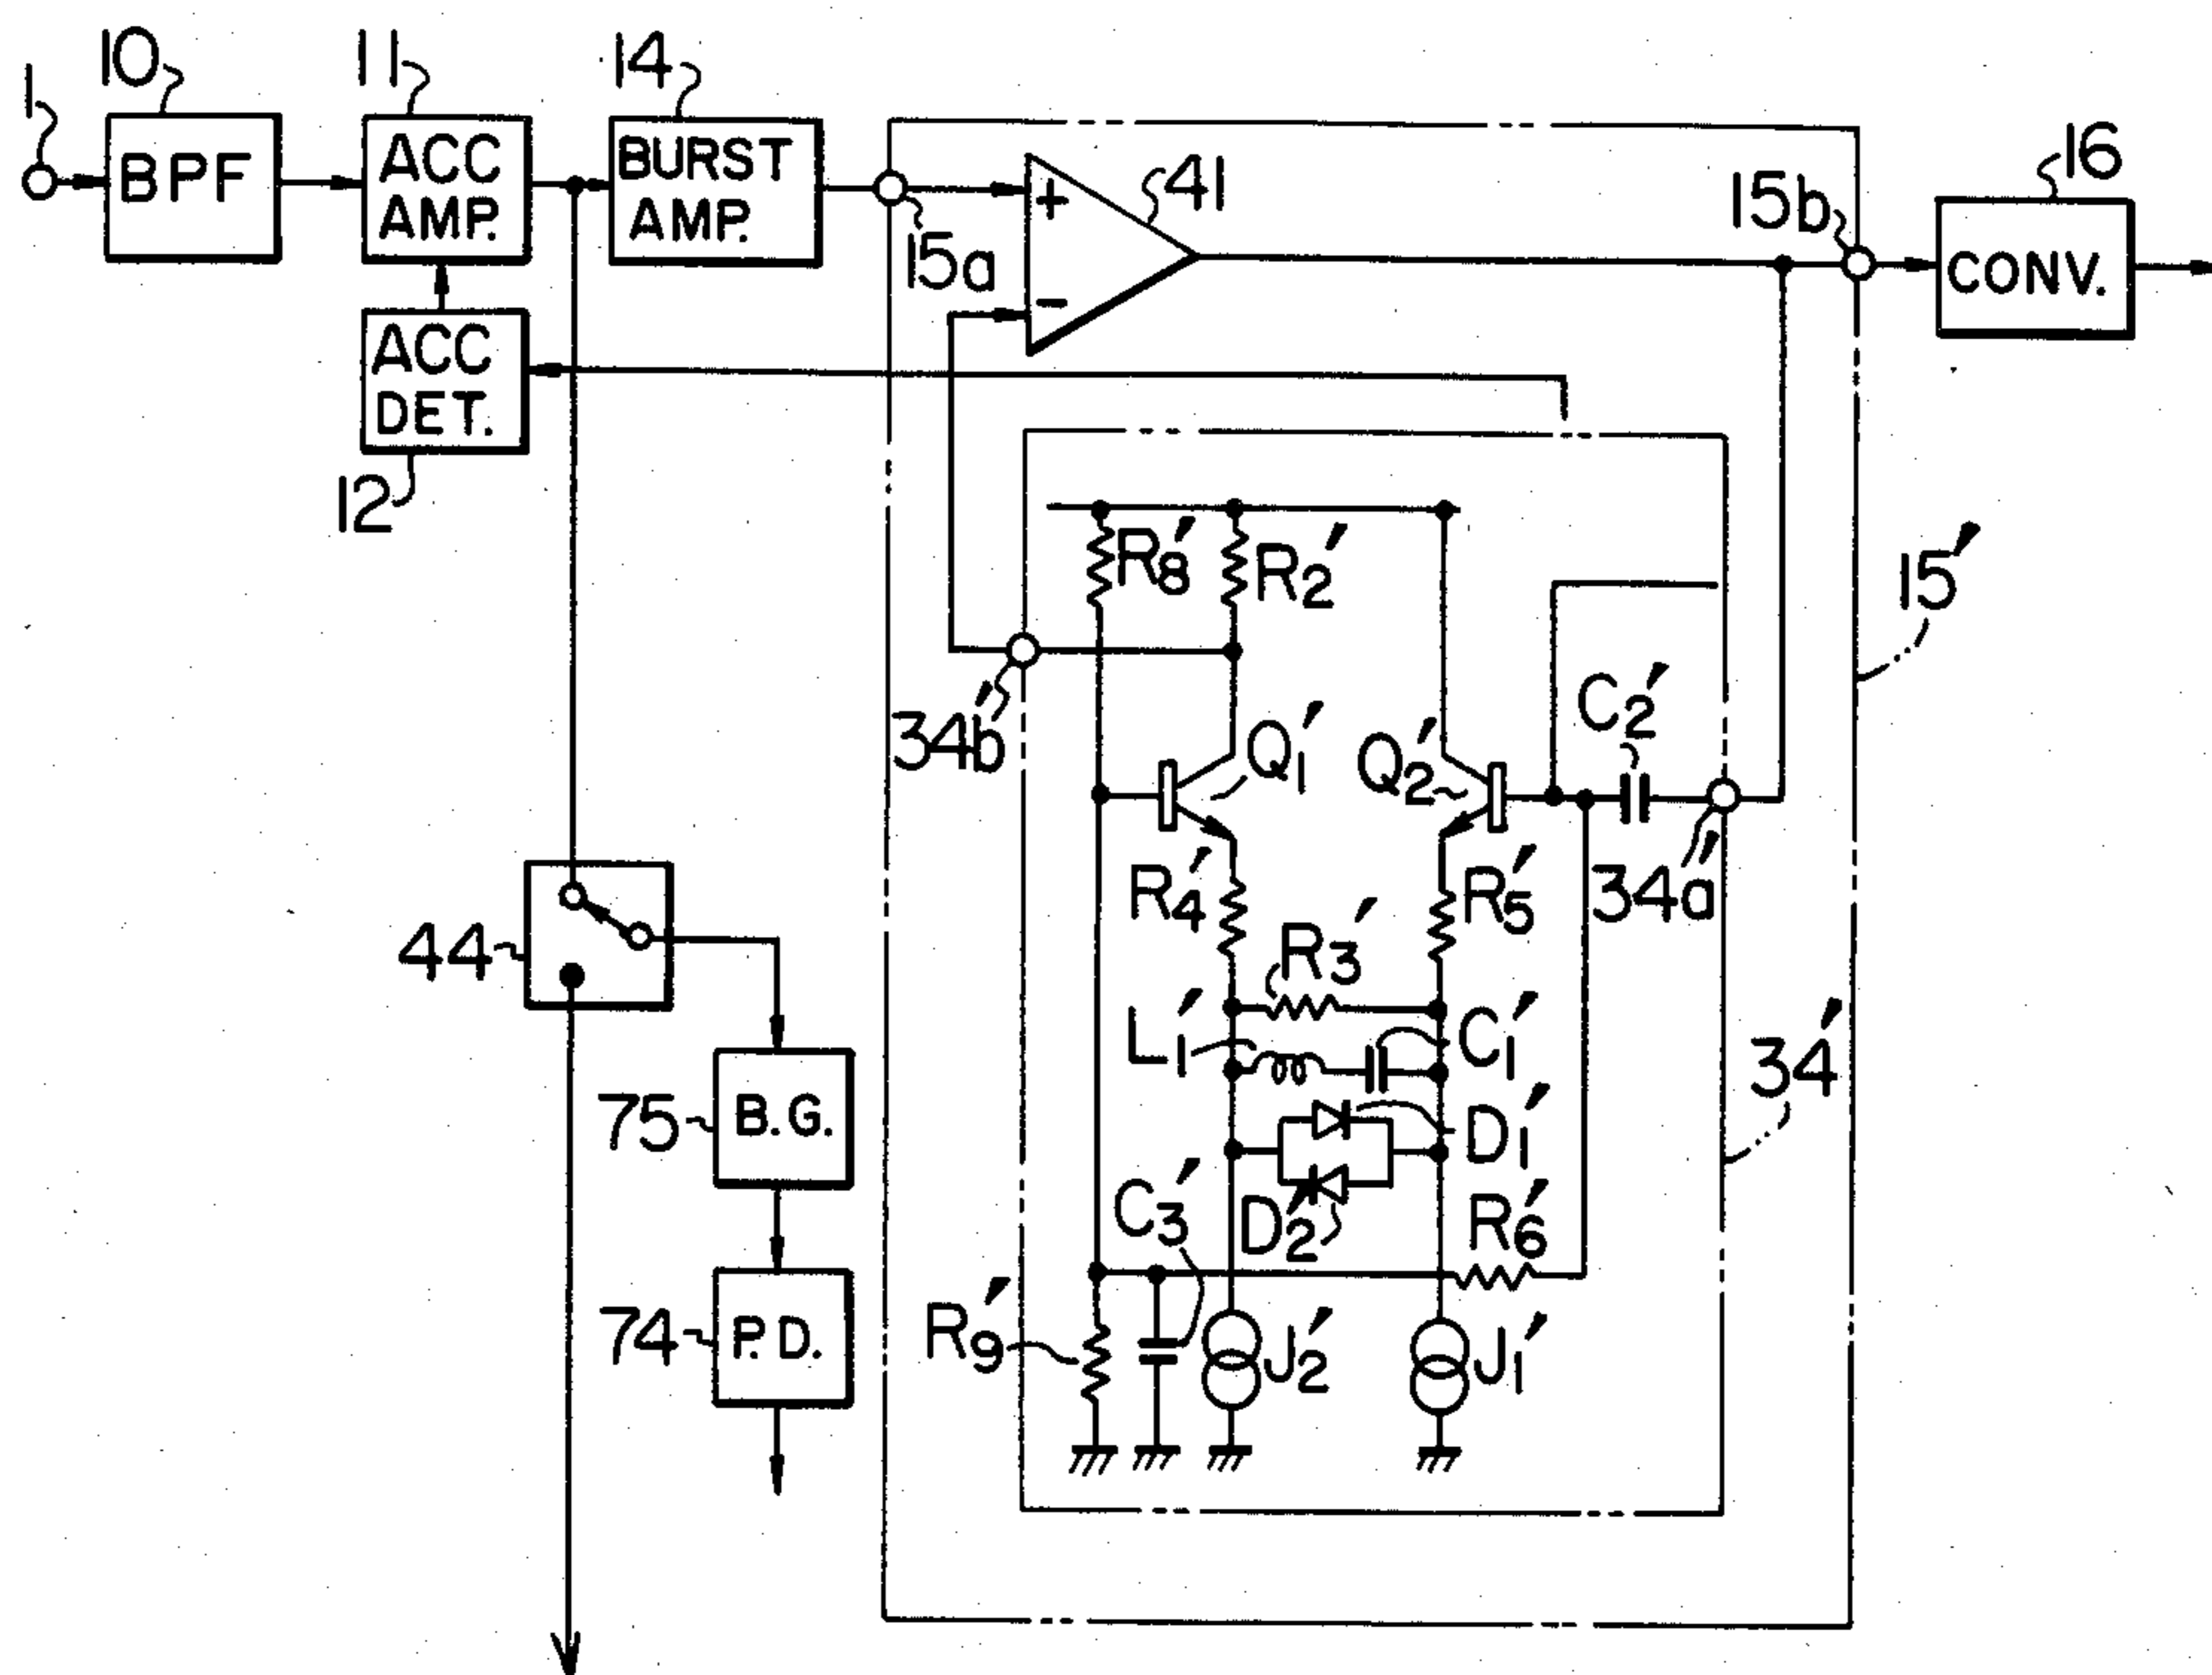 1
10
11
14
BPF
ACC
AMP.
BURST
AMP.
15a
+
-
41
15b
16
CONV.
ACC
DET.
12
R8'
R2'
15'
34b'
Q1'
Q2'
C2'
34a'
R4'
R5'
R3'
44
L1'
C1'
34'
75
B.G.
D1'
D2'
C3'
R6'
74
P.D.
R9'
J2'
J1'